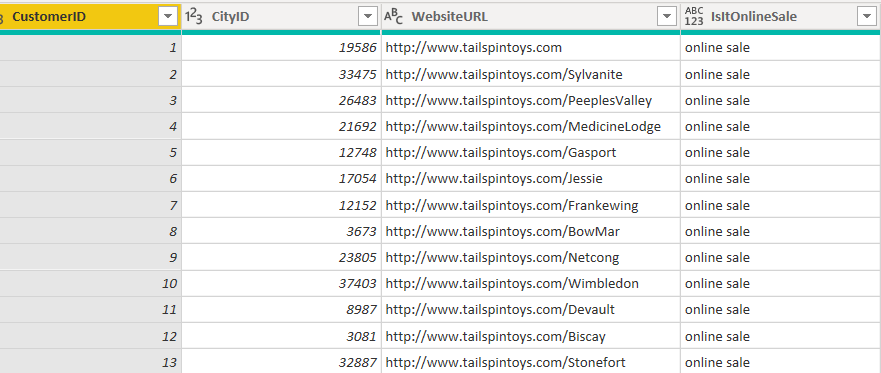 CustomerID 1²3 CityID ABC WebsiteURL ABC 123 IsItOnlineSale
1 19586 http://www.tailspintoys.com online sale
2 33475 http://www.tailspintoys.com/Sylvanite online sale
3 26483 http://www.tailspintoys.com/PeeplesValley online sale
4 21692 http://www.tailspintoys.com/MedicineLodge online sale
5 12748 http://www.tailspintoys.com/Gasport online sale
6 17054 http://www.tailspintoys.com/Jessie online sale
7 12152 http://www.tailspintoys.com/Frankewing online sale
8 3673 http://www.tailspintoys.com/BowMar online sale
9 23805 http://www.tailspintoys.com/Netcong online sale
10 37403 http://www.tailspintoys.com/Wimbledon online sale
11 8987 http://www.tailspintoys.com/Devault online sale
12 3081 http://www.tailspintoys.com/Biscay online sale
13 32887 http://www.tailspintoys.com/Stonefort online sale